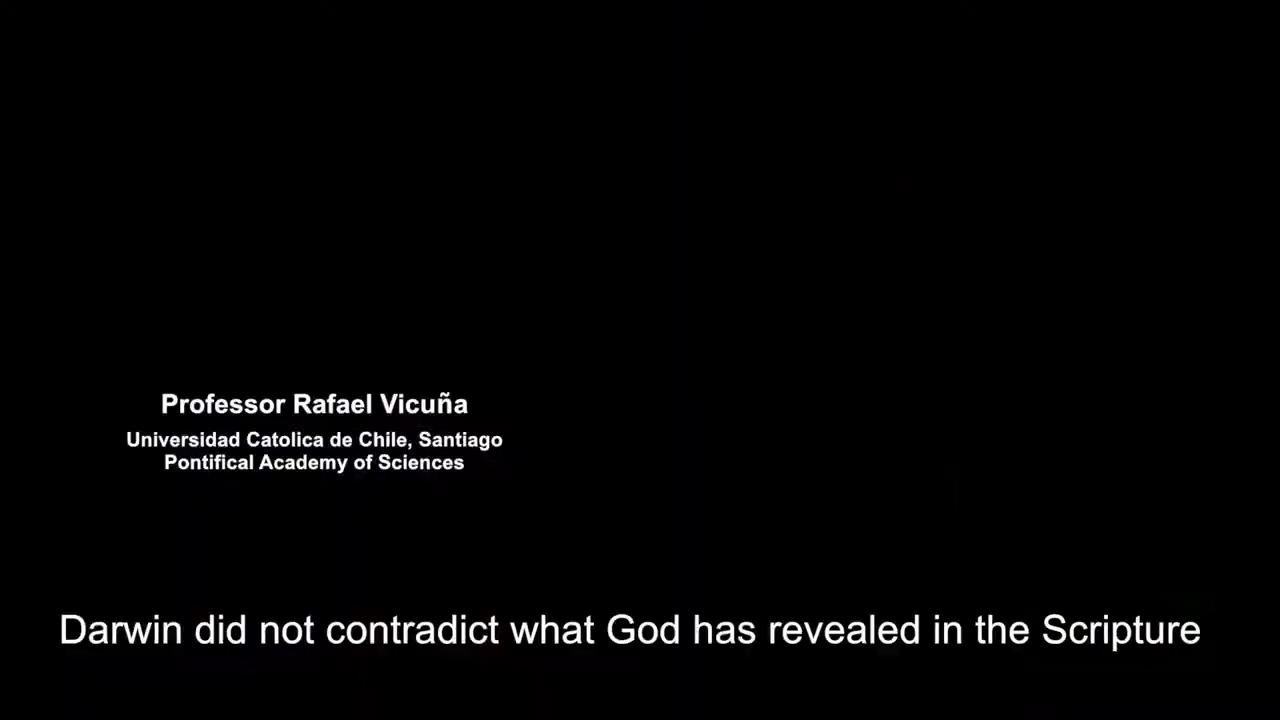 Professor Rafael Vicuña
Universidad Catolica de Chile, Santiago
Pontifical Academy of Sciences
Darwin did not contradict what God has revealed in the Scripture